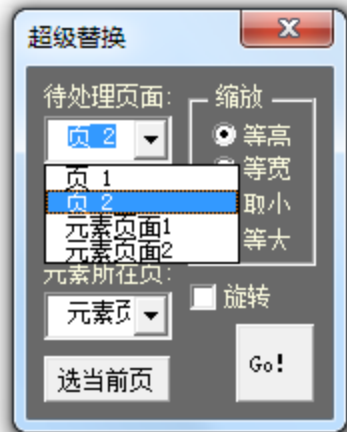 超级替换
待处理页面:
页 2
页 1
页 2
元素页面1
元素页面2
元素所在页:
元素页
选当前页
缩放
等高
等宽
取小
等大
旋转
Go!